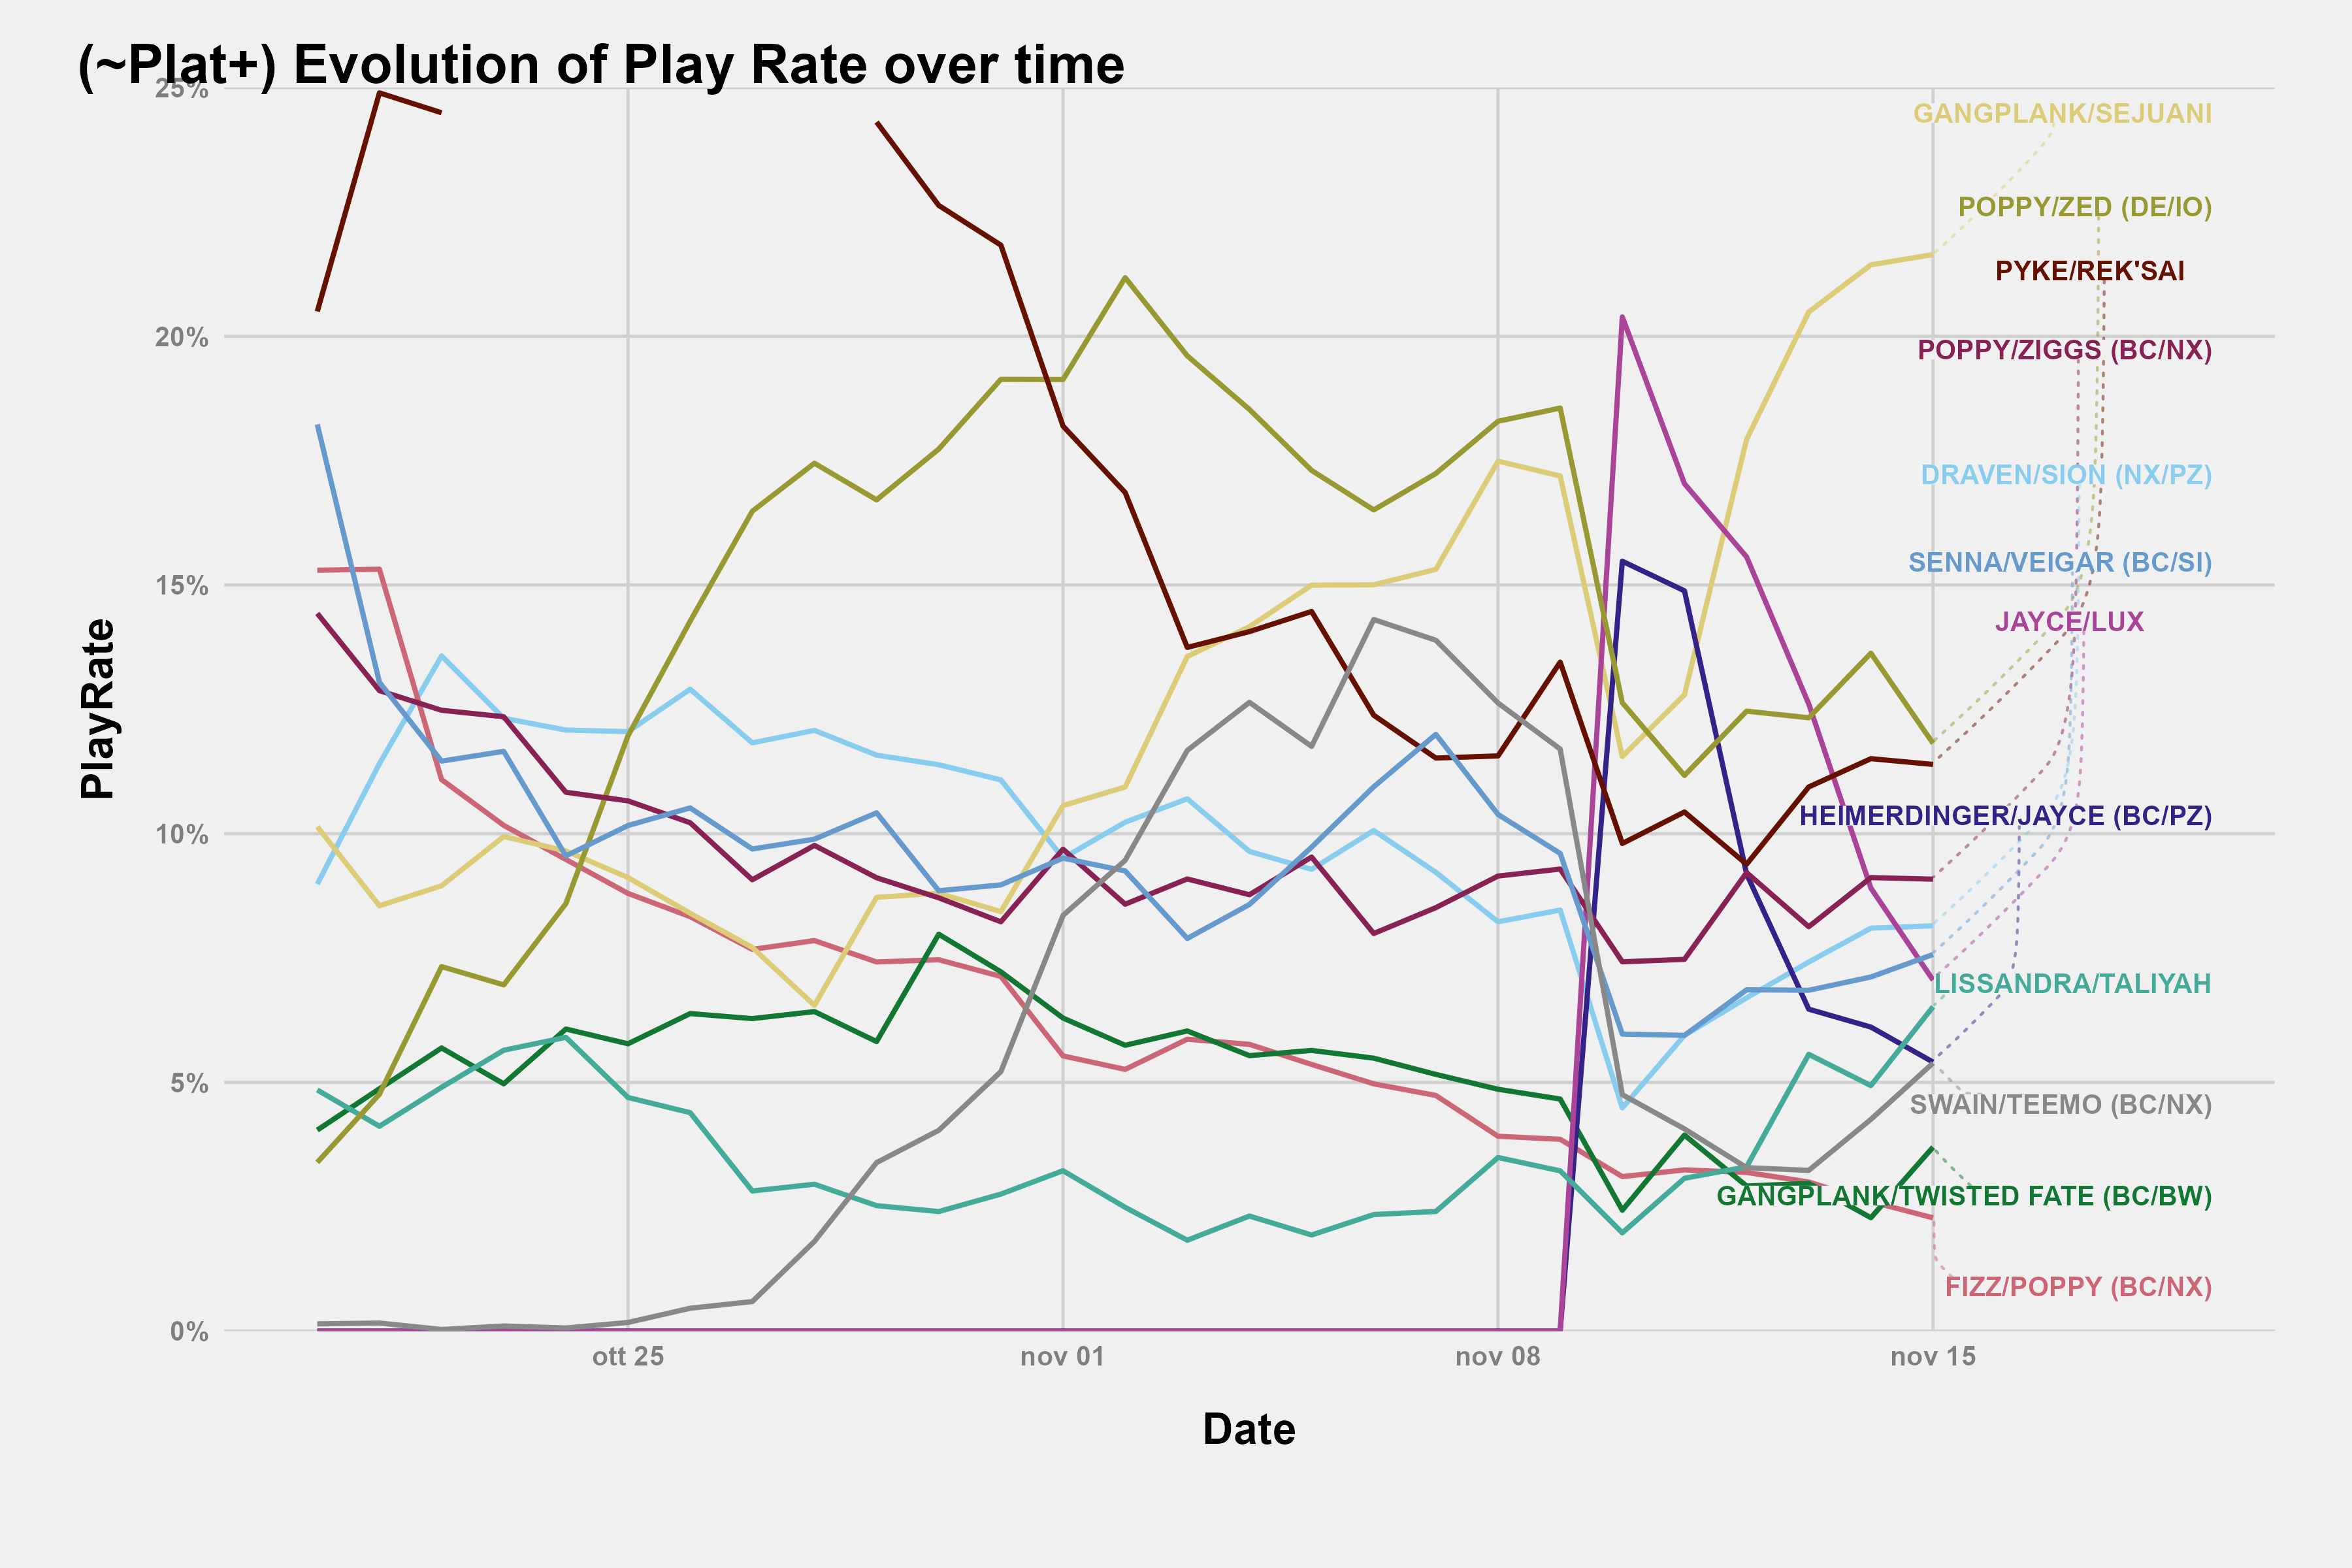 (~Plat+) Evolution of Play Rate over time
25%
20%
15%
10%
5%
0%
PlayRate
GANGPLANK/SEJUANI
POPPY/ZED (DE/IO)
PYKE/REK'SAI
POPPY/ZIGGS (BC/NX)
DRAVEN/SION (NX/PZ)
SENNA/VEIGAR (BC/SI)
JAYCE/LUX
HEIMERDINGER/JAYCE (BC/PZ)
LISSANDRA/TALIYAH
SWAIN/TEEMO (BC/NX)
GANGPLANK/TWISTED FATE (BC/BW)
FIZZ/POPPY (BC/NX)
ott 25
nov 01
nov 08
nov 15
Date